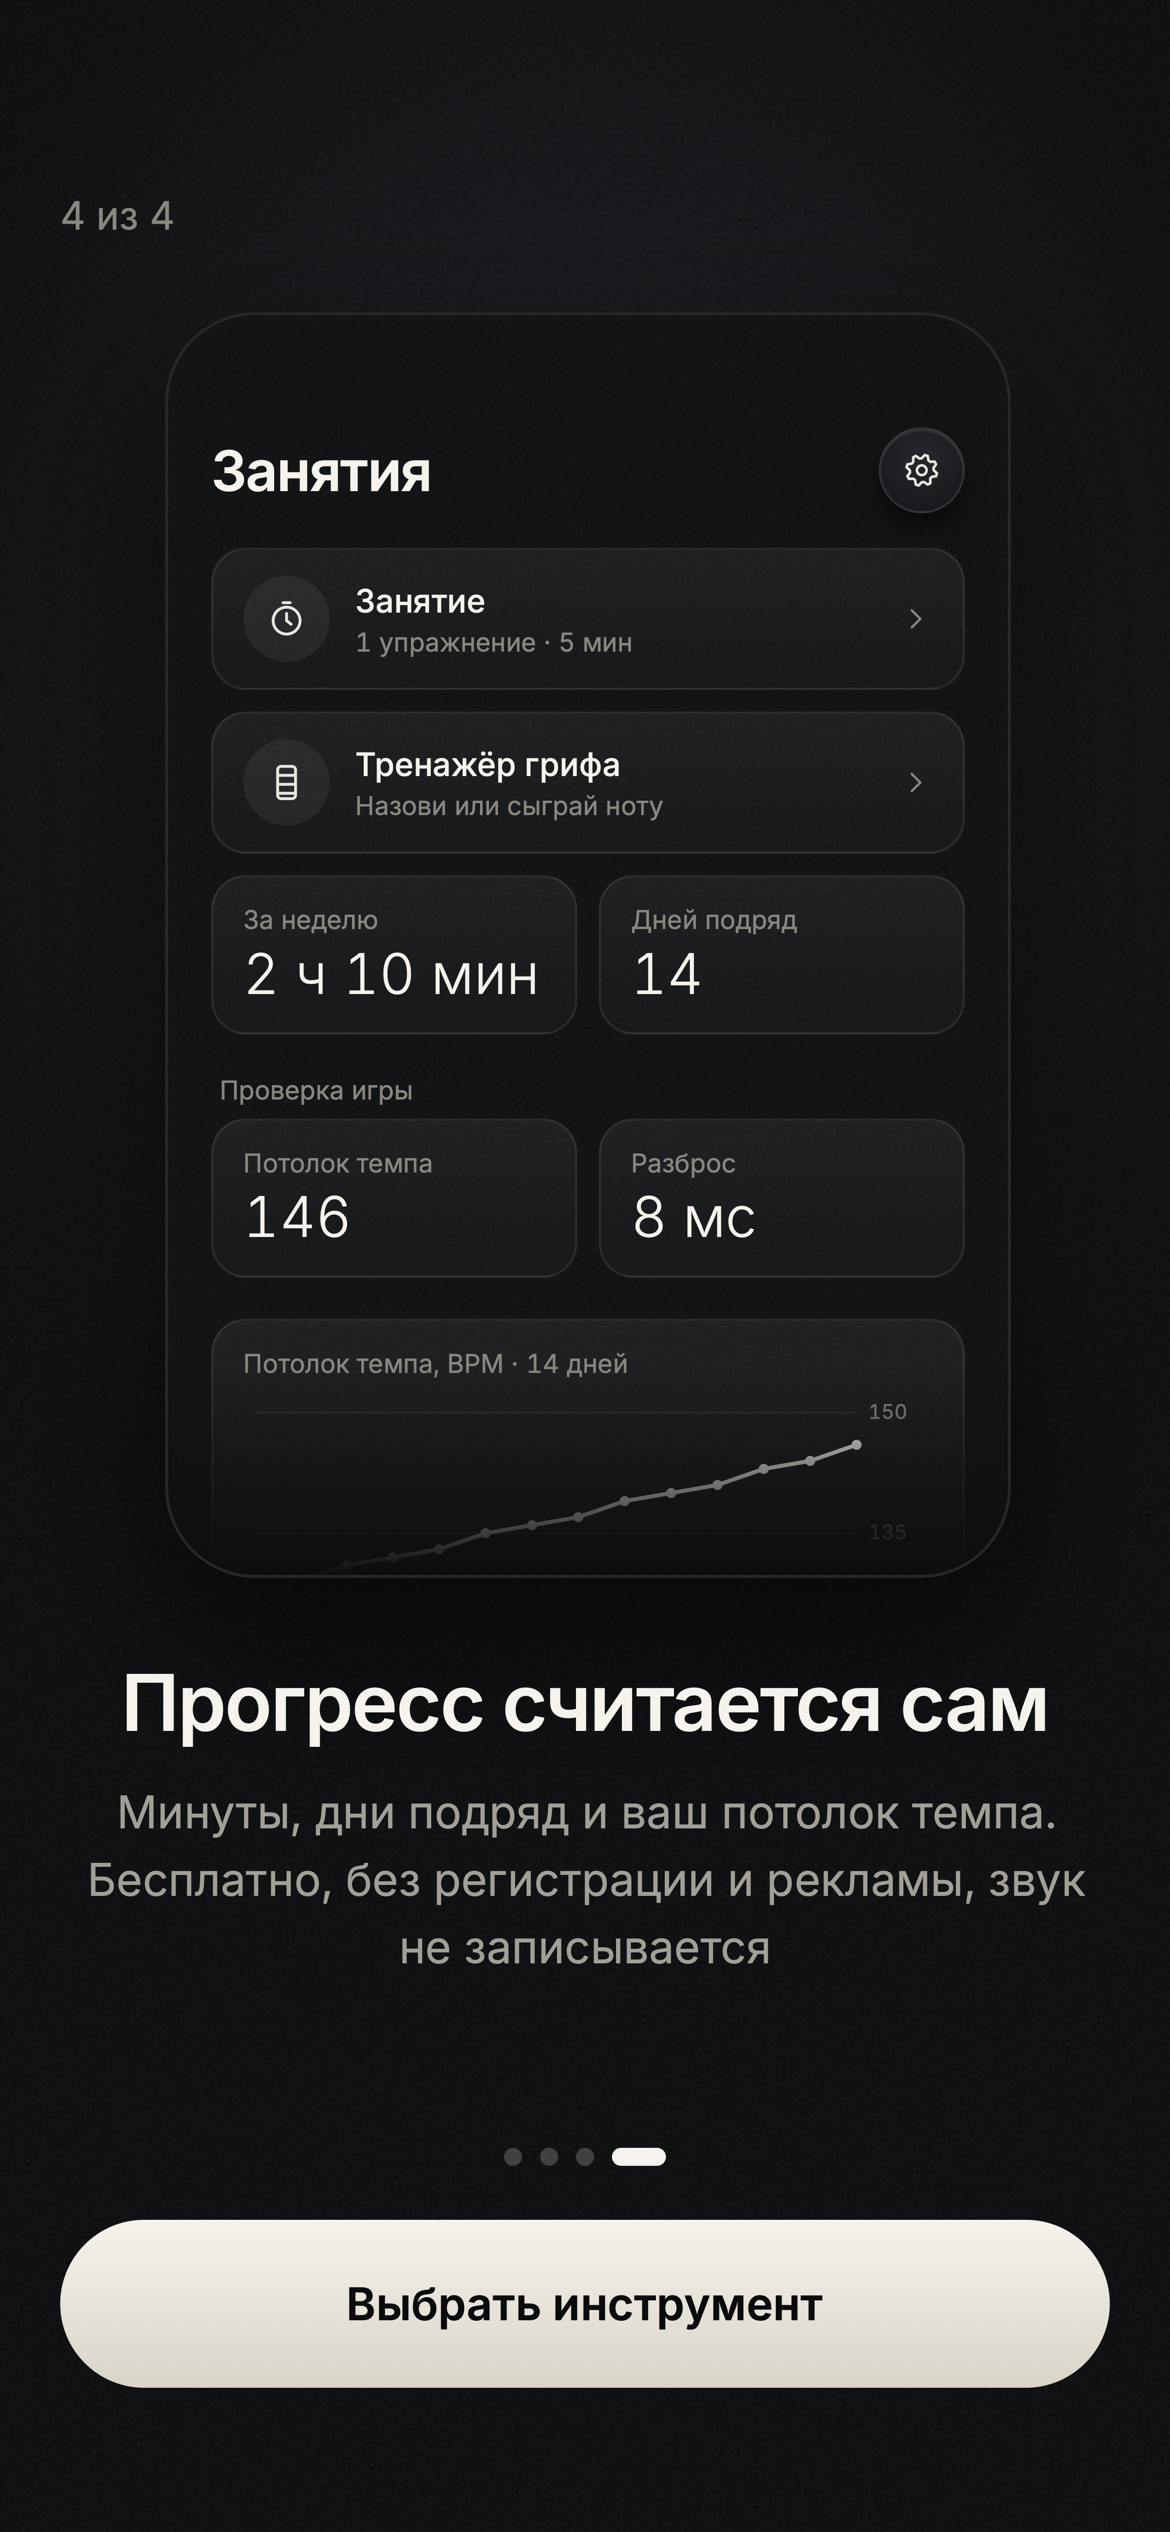 4 из 4
Занятия
Занятие
1 упражнение · 5 мин
Тренажёр грифа
Назови или сыграй ноту
За неделю
2 ч 10 мин
Дней подряд
14
Проверка игры
Потолок темпа
146
Разброс
8 мс
Потолок темпа, BPM · 14 дней
150
135
Прогресс считается сам
Минуты, дни подряд и ваш потолок темпа.
Бесплатно, без регистрации и рекламы, звук
не записывается
Выбрать инструмент